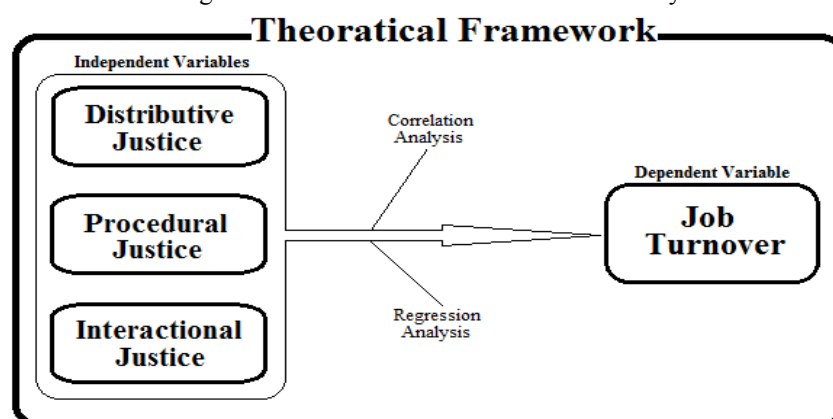 Theoratical Framework
Independent Variables
Distributive
Justice
Procedural
Justice
Interactional
Justice
Correlation
Analysis
Regression
Analysis
Dependent Variable
Job
Turnover